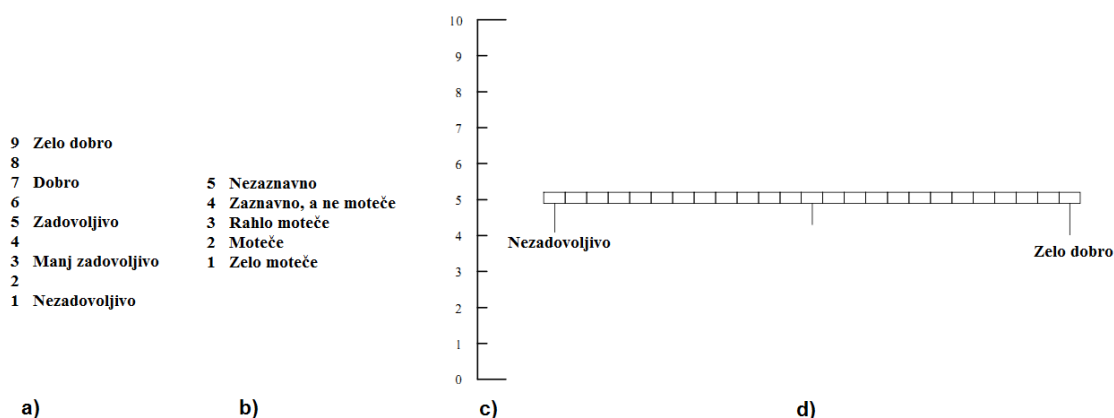 9 Zelo dobro
8
7 Dobro
6
5 Zadovoljivo
4
3 Manj zadovoljivo
2
1 Nezadovoljivo
a)
5 Nezaznavno
4 Zaznavno, a ne moteče
3 Rahlo moteče
2 Moteče
1 Zelo moteče
b)
10
9
8
7
6
5
4
3
2
1
0
c)
Nezadovoljivo
Zelo dobro
d)